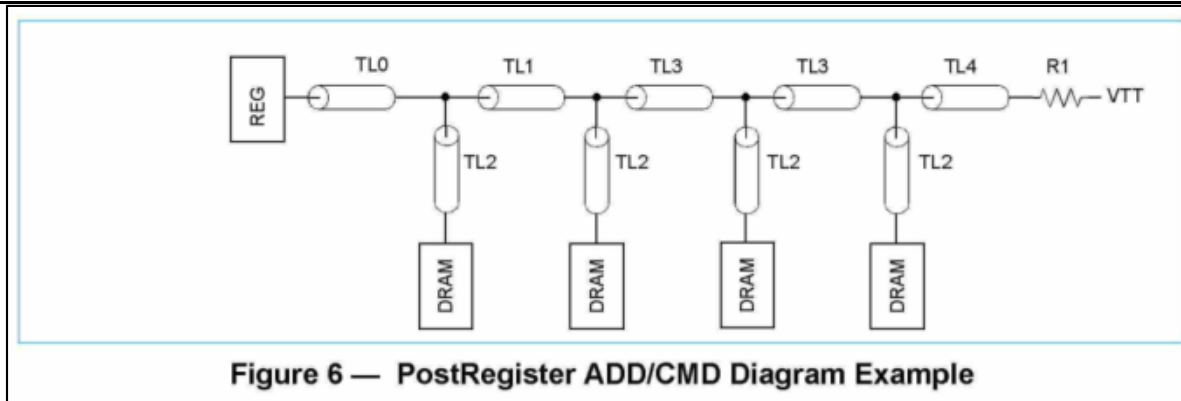 TL0 TL1 TL3 TL3 TL4 R1
REG VTT
TL2 TL2 TL2 TL2
DRAM DRAM DRAM DRAM
Figure 6 — PostRegister ADD/CMD Diagram Example